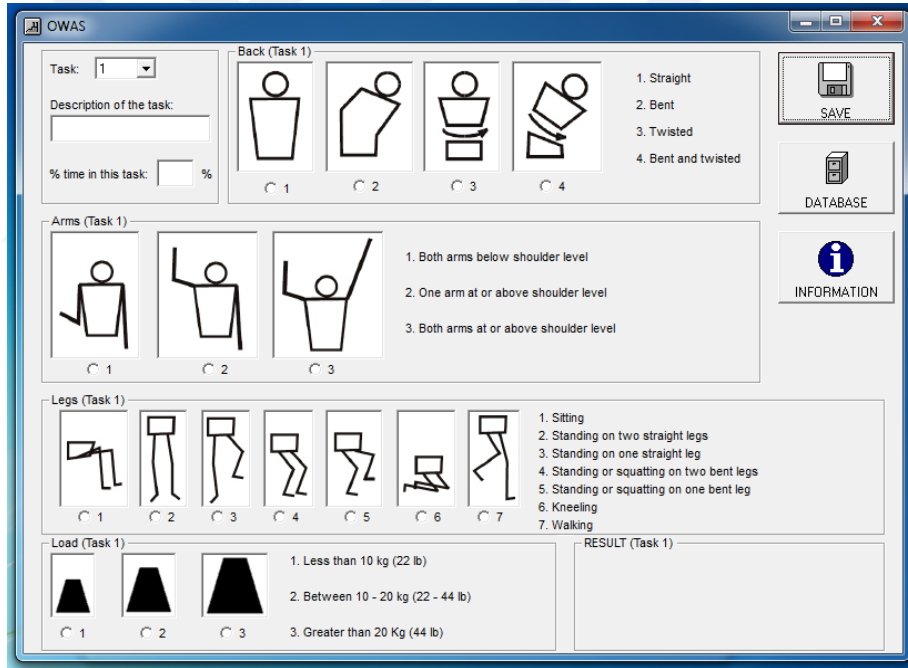 OWAS
Task: 1
Description of the task:
% time in this task: %
Back (Task 1)
1 2 3 4
1. Straight
2. Bent
3. Twisted
4. Bent and twisted
SAVE
DATABASE
INFORMATION
Arms (Task 1)
1 2 3
1. Both arms below shoulder level
2. One arm at or above shoulder level
3. Both arms at or above shoulder level
Legs (Task 1)
1 2 3 4 5 6 7
1. Sitting
2. Standing on two straight legs
3. Standing on one straight leg
4. Standing or squatting on two bent legs
5. Standing or squatting on one bent leg
6. Kneeling
7. Walking
Load (Task 1)
1 2 3
1. Less than 10 kg (22 lb)
2. Between 10 - 20 kg (22 - 44 lb)
3. Greater than 20 Kg (44 lb)
RESULT (Task 1)